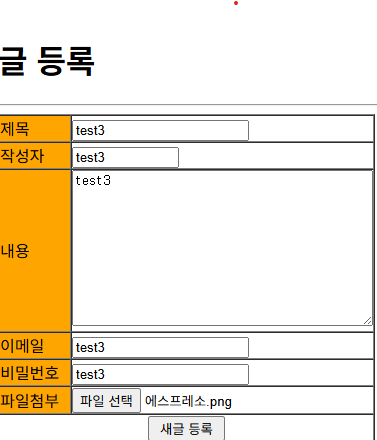 글 등록
제목 test3
작성자 test3
내용 test3
이메일 test3
비밀번호 test3
파일첨부 파일 선택 에스프레소.png
새글 등록